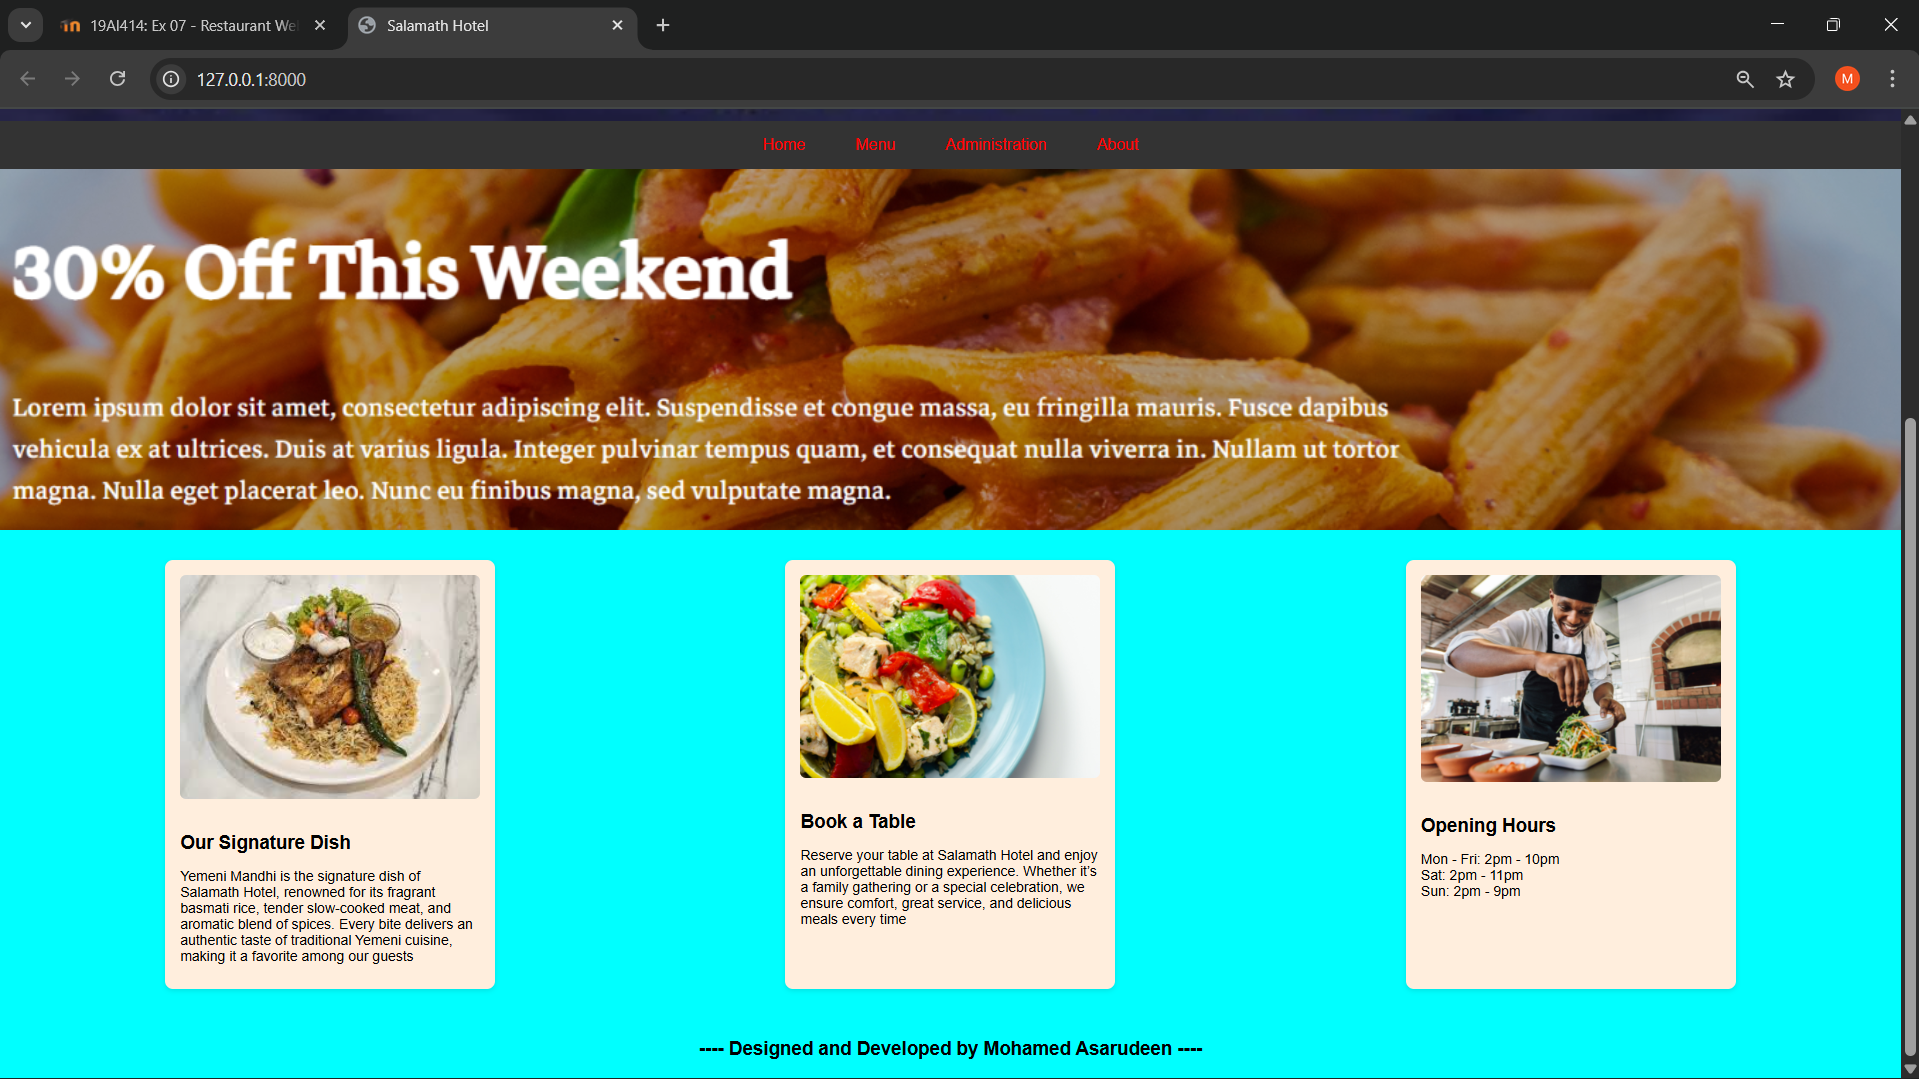 19AI414: Ex 07 - Restaurant We
Salamath Hotel
127.0.0.1:8000
M
Home
Menu
Administration
About
30% Off This Weekend
Lorem ipsum dolor sit amet, consectetur adipiscing elit. Suspendisse et congue massa, eu fringilla mauris. Fusce dapibus
vehicula ex at ultrices. Duis at varius ligula. Integer pulvinar tempus quam, et consequat nulla viverra in. Nullam ut tortor
magna. Nulla eget placerat leo. Nunc eu finibus magna, sed vulputate magna.
Our Signature Dish
Yemeni Mandhi is the signature dish of
Salamath Hotel, renowned for its fragrant
basmati rice, tender slow-cooked meat, and
aromatic blend of spices. Every bite delivers an
authentic taste of traditional Yemeni cuisine,
making it a favorite among our guests
Book a Table
Reserve your table at Salamath Hotel and enjoy
an unforgettable dining experience. Whether it's
a family gathering or a special celebration, we
ensure comfort, great service, and delicious
meals every time
Opening Hours
Mon - Fri: 2pm - 10pm
Sat: 2pm - 11pm
Sun: 2pm - 9pm
---- Designed and Developed by Mohamed Asarudeen ----